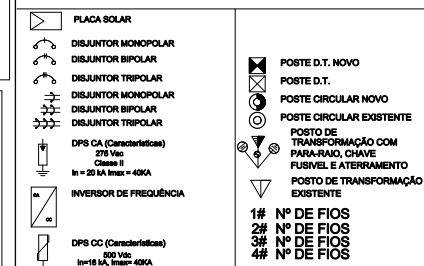 PLACA SOLAR
DISJUNTOR MONOPOLAR
DISJUNTOR BIPOLAR
DISJUNTOR TRIPOLAR
DISJUNTOR MONOPOLAR
DISJUNTOR BIPOLAR
DISJUNTOR TRIPOLAR
DPS CA (Características)
275 Vac
Classe II
In = 20 kA Imax = 40KA
CA
CC
INVERSOR DE FREQUÊNCIA
DPS CC (Características)
500 Vdc
In=18 kA, Imax= 40KA
POSTE D.T. NOVO
POSTE D.T.
POSTE CIRCULAR NOVO
POSTE CIRCULAR EXISTENTE
POSTO DE
TRANSFORMAÇÃO COM
PARA-RAIO, CHAVE
FUSIVEL E ATERRAMENTO
POSTO DE TRANSFORMAÇÃO
EXISTENTE
1# Nº DE FIOS
2# Nº DE FIOS
3# Nº DE FIOS
4# Nº DE FIOS